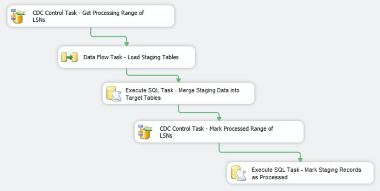 CDC Control Task - Get Processing Range of
LSNs
Data Flow Task - Load Staging Tables
Execute SQL Task - Merge Staging Data into
Target Tables
CDC Control Task - Mark Processed Range of
LSNs
Execute SQL Task - Mark Staging Records
as Processed